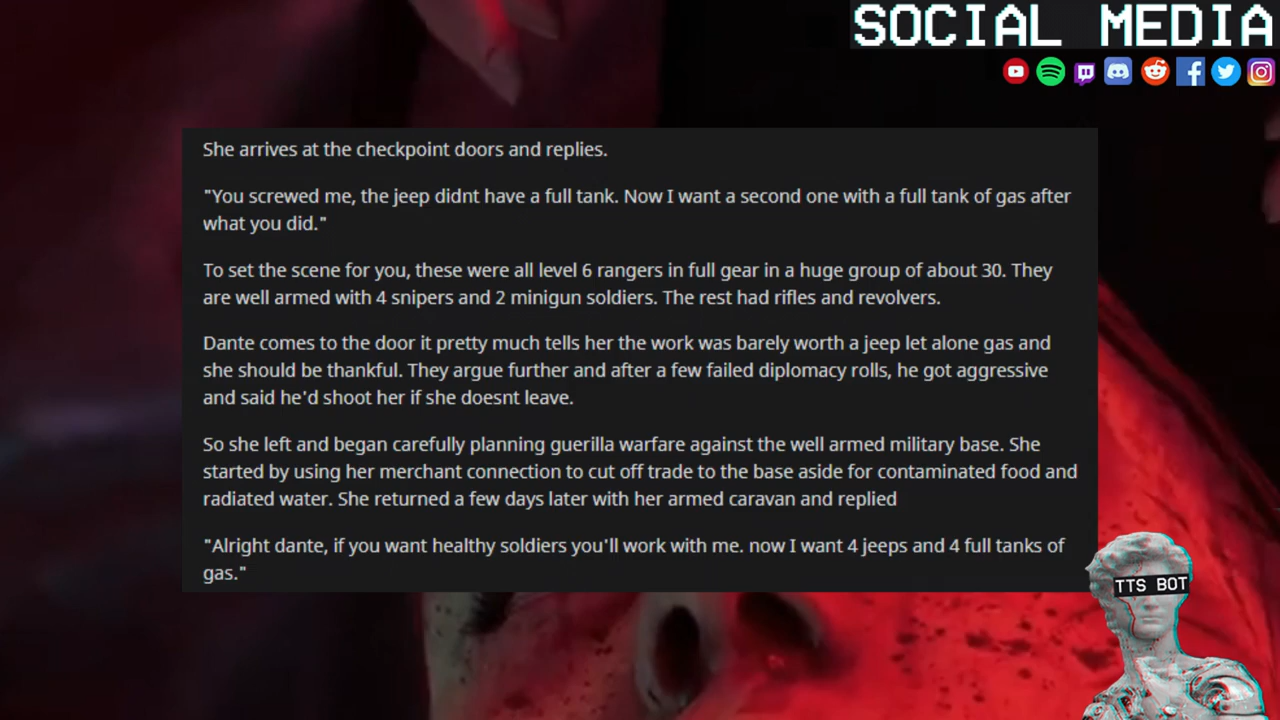 SOCIAL MEDIA
She arrives at the checkpoint doors and replies.
"You screwed me, the jeep didnt have a full tank. Now I want a second one with a full tank of gas after
what you did."
To set the scene for you, these were all level 6 rangers in full gear in a huge group of about 30. They
are well armed with 4 snipers and 2 minigun soldiers. The rest had rifles and revolvers.
Dante comes to the door it pretty much tells her the work was barely worth a jeep let alone gas and
she should be thankful. They argue further and after a few failed diplomacy rolls, he got aggressive
and said he'd shoot her if she doesnt leave.
So she left and began carefully planning guerilla warfare against the well armed military base. She
started by using her merchant connection to cut off trade to the base aside for contaminated food and
radiated water. She returned a few days later with her armed caravan and replied
"Alright dante, if you want healthy soldiers you'll work with me. now I want 4 jeeps and 4 full tanks of
gas."
TTS BOT